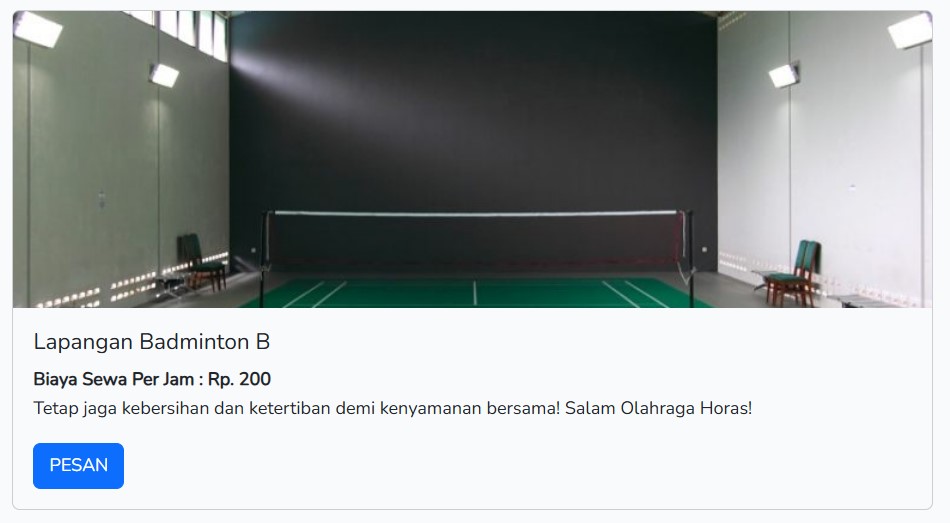 Lapangan Badminton B
Biaya Sewa Per Jam : Rp. 200
Tetap jaga kebersihan dan ketertiban demi kenyamanan bersama! Salam Olahraga Horas!
PESAN